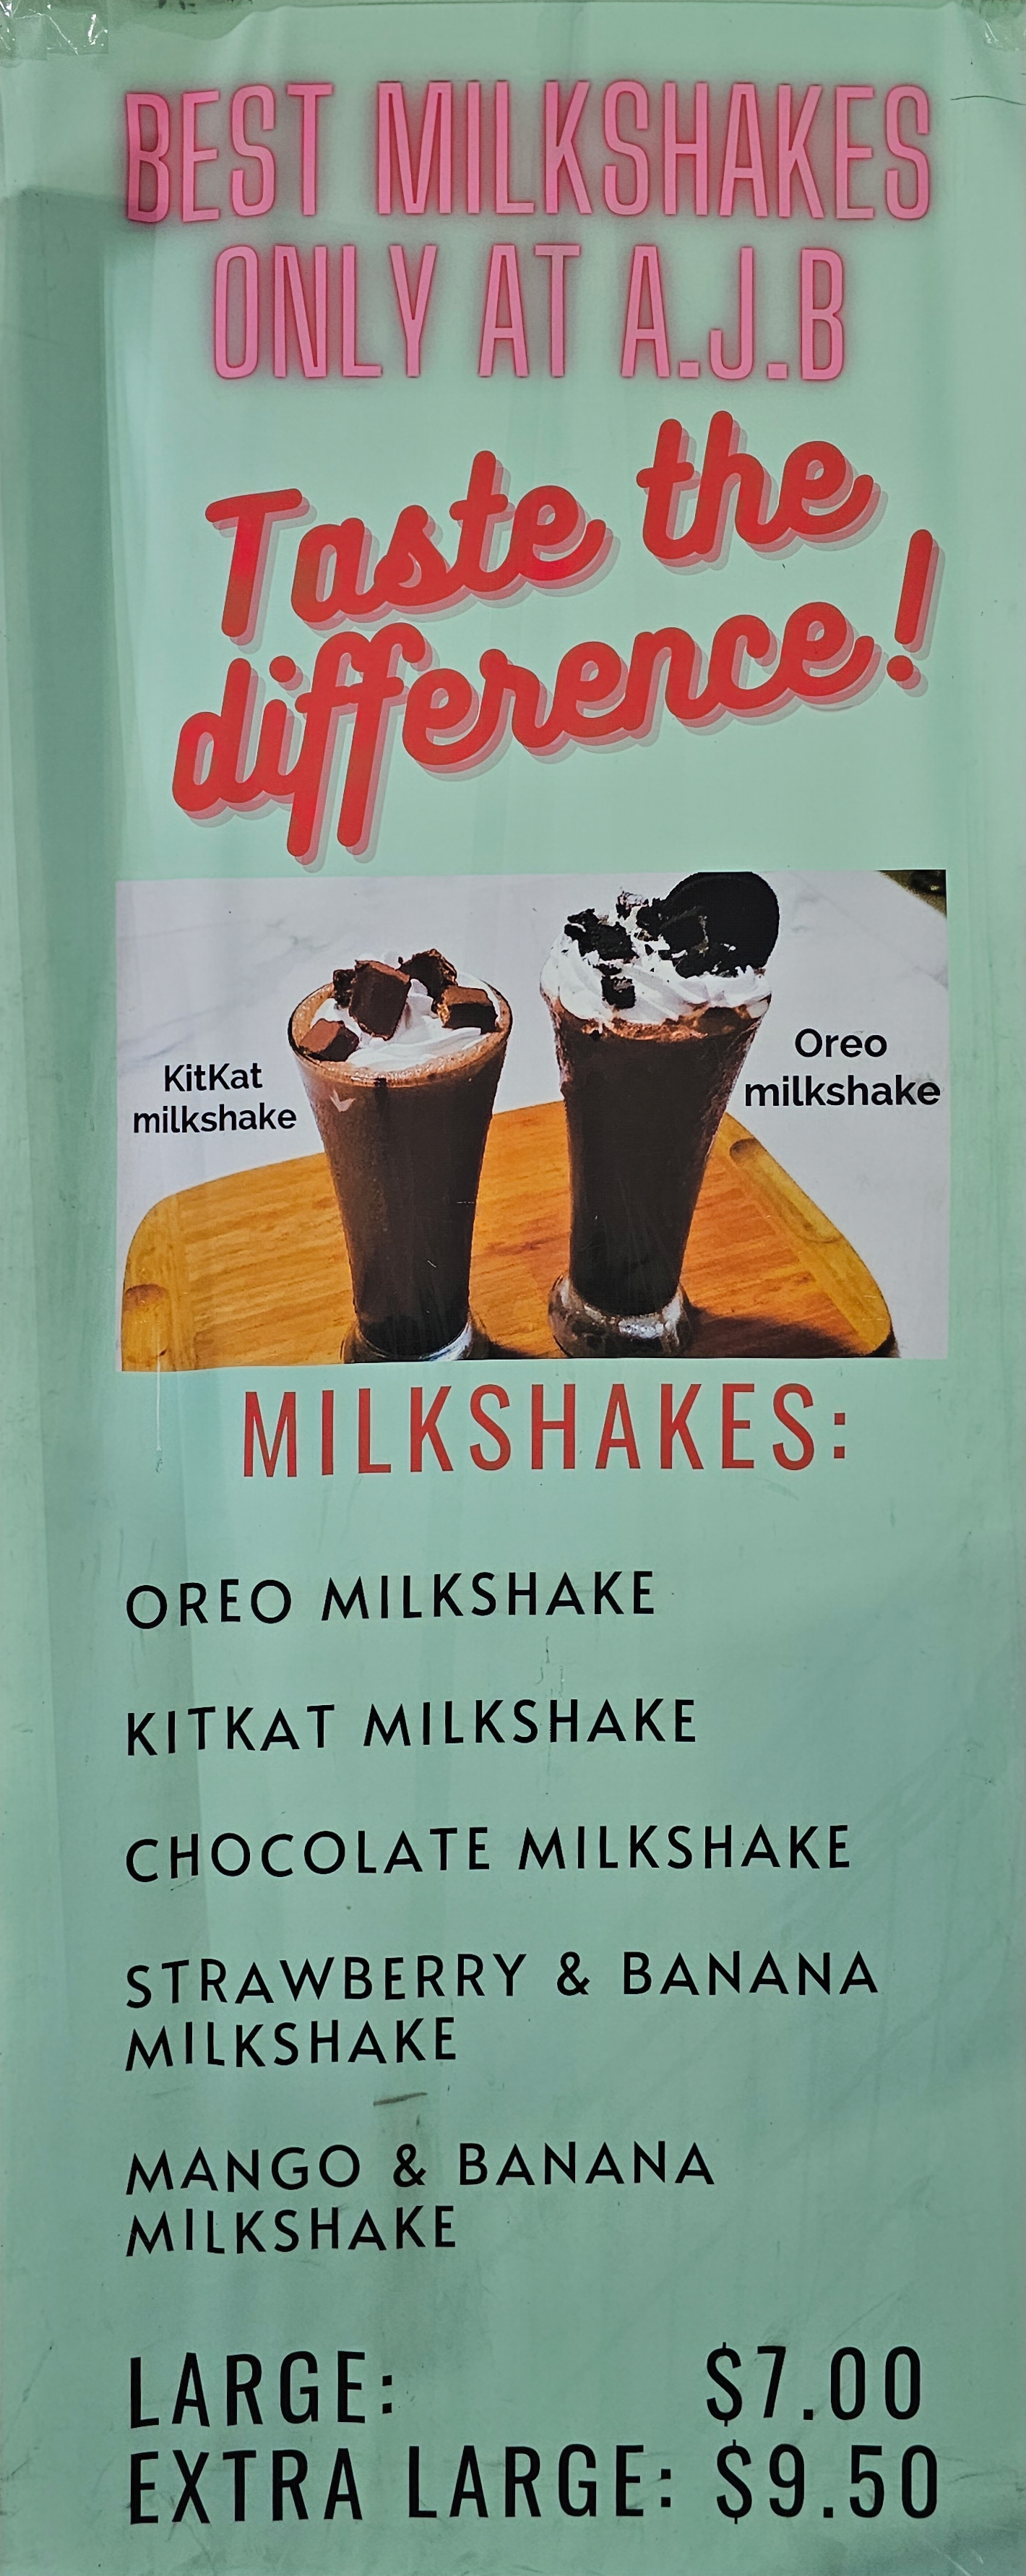 BEST MILKSHAKES
ONLY AT A.J.B
Taste the
difference!
KitKat
milkshake
Oreo
milkshake
MILKSHAKES:
OREO MILKSHAKE
KITKAT MILKSHAKE
CHOCOLATE MILKSHAKE
STRAWBERRY & BANANA
MILKSHAKE
MANGO & BANANA
MILKSHAKE
LARGE: $7.00
EXTRA LARGE: $9.50